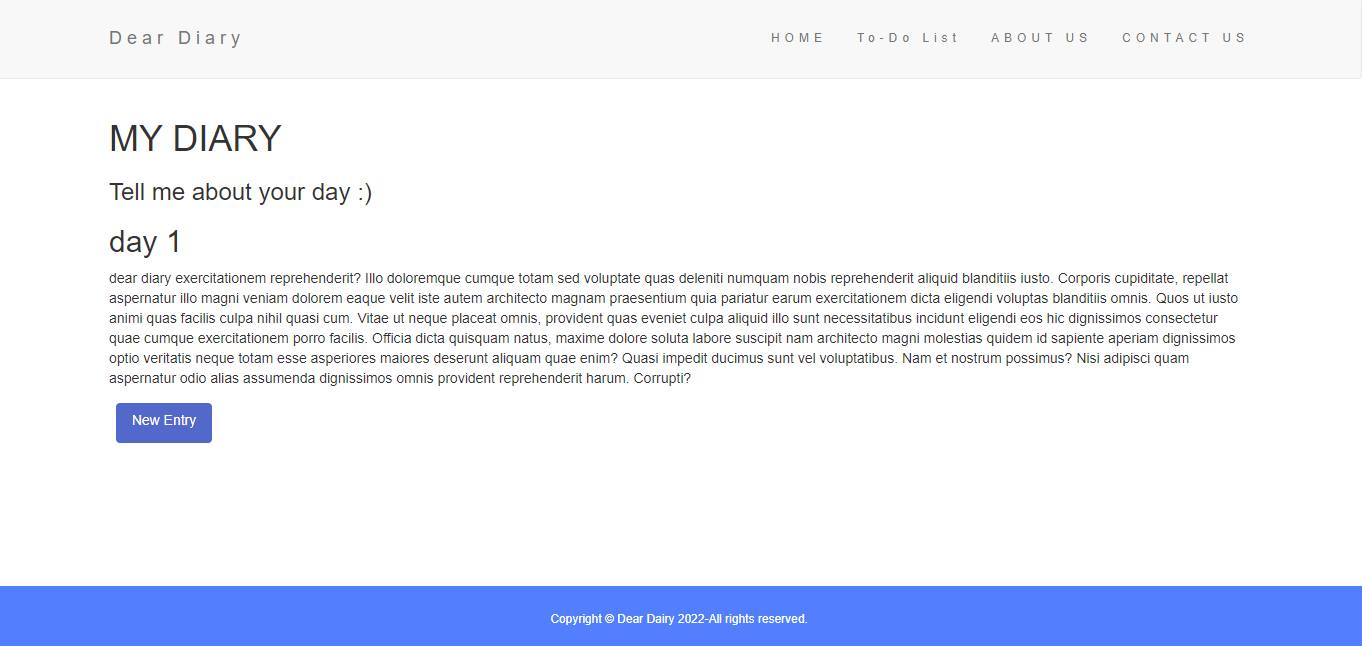 Dear Diary
HOME To-Do List ABOUT US CONTACT US
MY DIARY
Tell me about your day :)
day 1
dear diary exercitationem reprehenderit? Illo doloremque cumque totam sed voluptate quas deleniti numquam nobis reprehenderit aliquid blanditiis iusto. Corporis cupiditate, repellat
aspernatur illo magni veniam dolorem eaque velit iste autem architecto magnam praesentium quia pariatur earum exercitationem dicta eligendi voluptas blanditiis omnis. Quos ut iusto
animi quas facilis culpa nihil quasi cum. Vitae ut neque placeat omnis, provident quas eveniet culpa aliquid illo sunt necessitatibus incidunt eligendi eos hic dignissimos consectetur
quae cumque exercitationem porro facilis. Officia dicta quisquam natus, maxime dolore soluta labore suscipit nam architecto magni molestias quidem id sapiente aperiam dignissimos
optio veritatis neque totam esse asperiores maiores deserunt aliquam quae enim? Quasi impedit ducimus sunt vel voluptatibus. Nam et nostrum possimus? Nisi adipisci quam
aspernatur odio alias assumenda dignissimos omnis provident reprehenderit harum. Corrupti?
New Entry
Copyright © Dear Dairy 2022-All rights reserved.